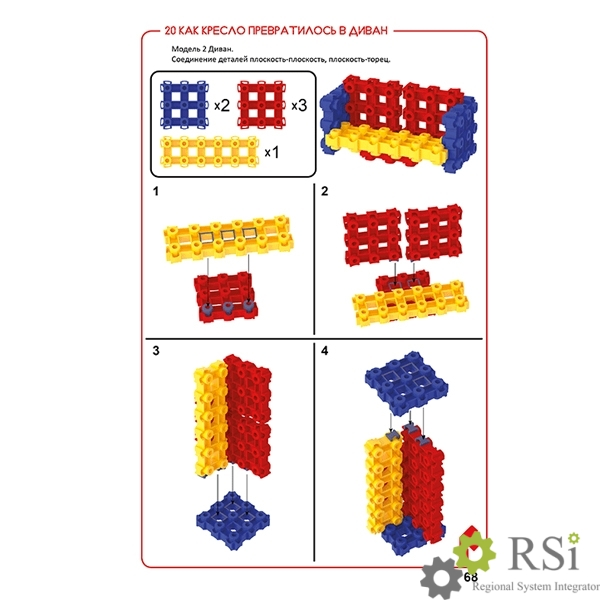 20 КАК КРЕСЛО ПРЕВРАТИЛОСЬ В ДИВАН
Модель 2 Диван.
Соединение деталей плоскость-плоскость, плоскость-торец.
x2
x3
x1
1
2
3
4
68
RSi
Regional System Integrator